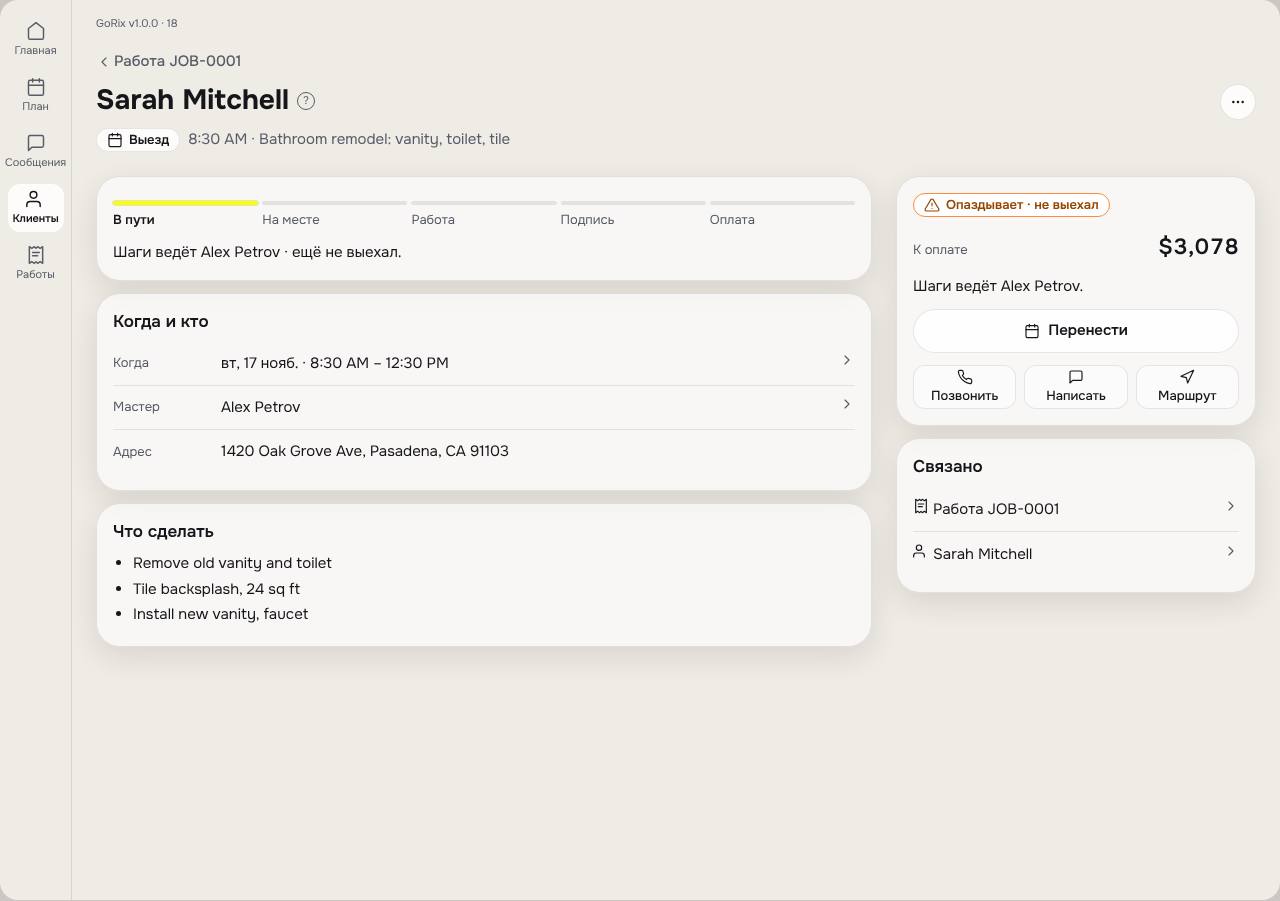 GoRix v1.0.0 · 18
Главная
План
Сообщения
Клиенты
Работы
Работа JOB-0001
Sarah Mitchell ?
Выезд 8:30 AM · Bathroom remodel: vanity, toilet, tile
В пути На месте Работа Подпись Оплата
Шаги ведёт Alex Petrov · ещё не выехал.
Когда и кто
Когда вт, 17 нояб. · 8:30 AM – 12:30 PM
Мастер Alex Petrov
Адрес 1420 Oak Grove Ave, Pasadena, CA 91103
Что сделать
• Remove old vanity and toilet
• Tile backsplash, 24 sq ft
• Install new vanity, faucet
Опаздывает · не выехал
К оплате $3,078
Шаги ведёт Alex Petrov.
Перенести
Позвонить Написать Маршрут
Связано
Работа JOB-0001
Sarah Mitchell